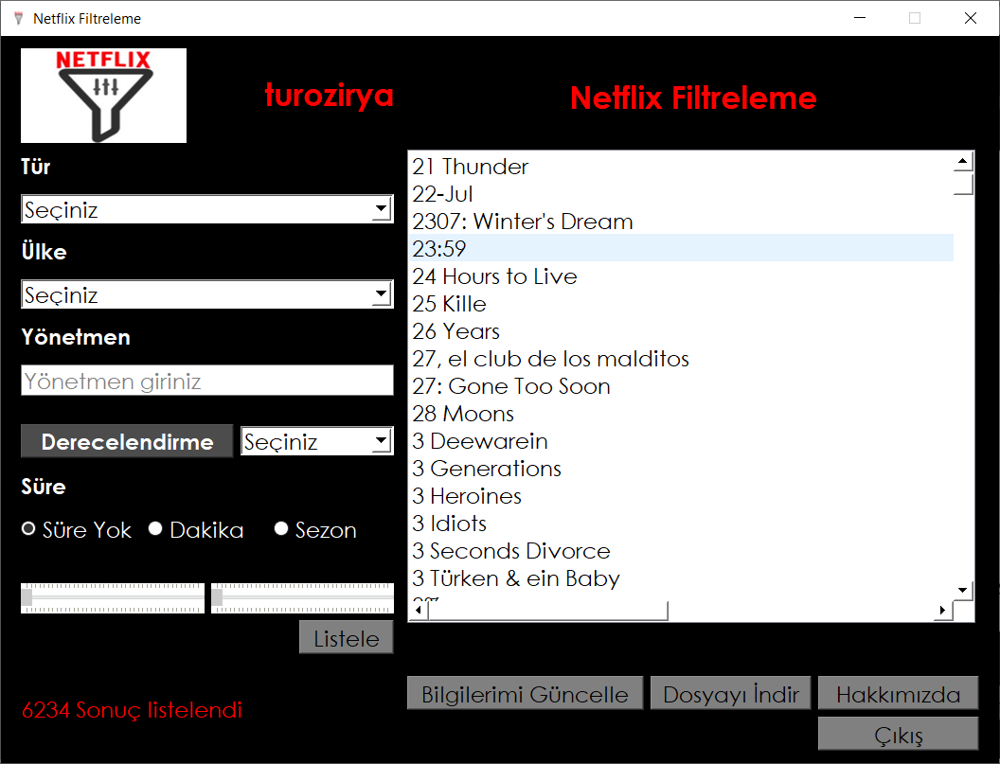 Netflix Filtreleme
NETFLIX
turozirya
Netflix Filtreleme
Tür
Seçiniz
Ülke
Seçiniz
Yönetmen
Yönetmen giriniz
Derecelendirme
Seçiniz
Süre
Süre Yok
Dakika
Sezon
Listele
6234 Sonuç listelendi
21 Thunder
22-Jul
2307: Winter's Dream
23:59
24 Hours to Live
25 Kille
26 Years
27, el club de los malditos
27: Gone Too Soon
28 Moons
3 Deewarein
3 Generations
3 Heroines
3 Idiots
3 Seconds Divorce
3 Türken & ein Baby
Bilgilerimi Güncelle
Dosyayı İndir
Hakkımızda
Çıkış